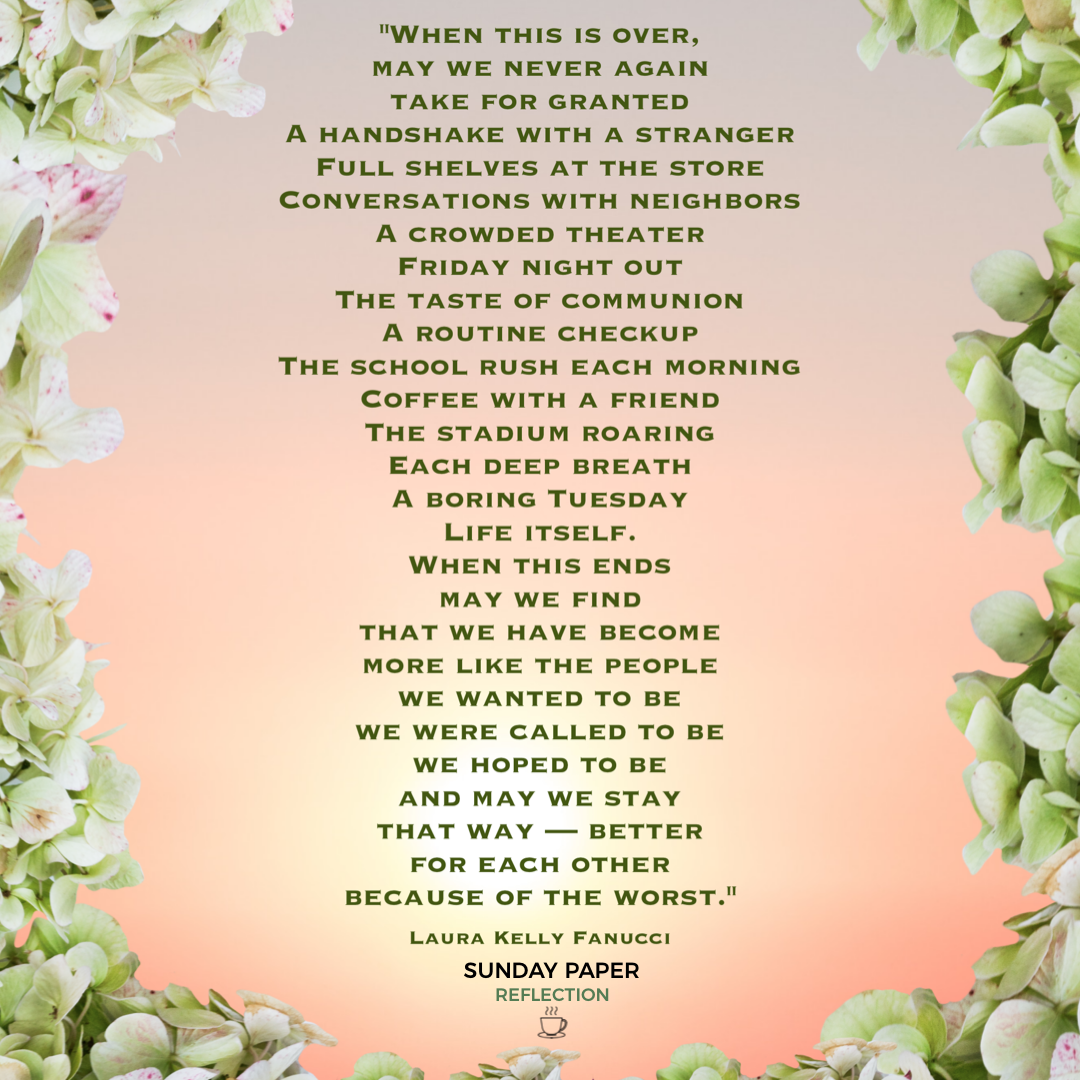 "When this is over,
may we never again
take for granted
A handshake with a stranger
Full shelves at the store
Conversations with neighbors
A crowded theater
Friday night out
The taste of communion
A routine checkup
The school rush each morning
Coffee with a friend
The stadium roaring
Each deep breath
A boring Tuesday
Life itself.
When this ends
may we find
that we have become
more like the people
we wanted to be
we were called to be
we hoped to be
and may we stay
that way — better
for each other
because of the worst."
Laura Kelly Fanucci
SUNDAY PAPER
REFLECTION